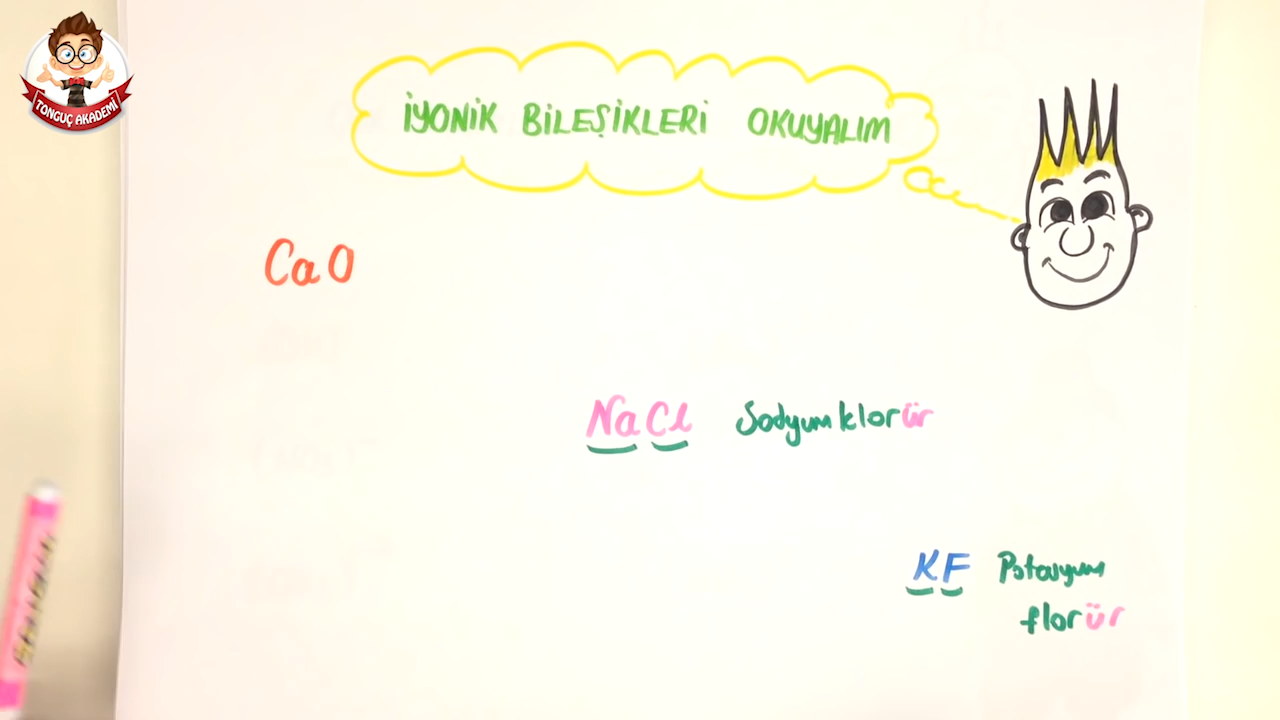 TONGUÇ AKADEMİ
İYONİK BİLEŞİKLERİ OKUYALIM
CaO
NaCl Sodyum klorür
KF Potasyum
florür